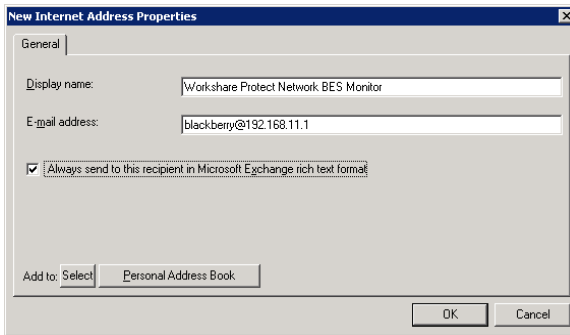 New Internet Address Properties
General
Display name: Workshare Protect Network BES Monitor
E-mail address: blackberry@192.168.11.1
Always send to this recipient in Microsoft Exchange rich text format
Add to: Select Personal Address Book
OK Cancel